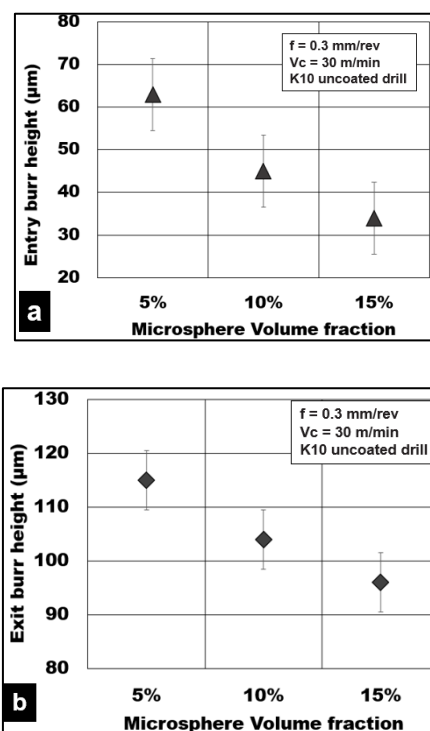 80
70
60
50
40
30
20
Entry burr height (µm)
f = 0.3 mm/rev
Vc = 30 m/min
K10 uncoated drill
5% 10% 15%
Microsphere Volume fraction
a
130
120
110
100
90
80
Exit burr height (µm)
f = 0.3 mm/rev
Vc = 30 m/min
K10 uncoated drill
5% 10% 15%
Microsphere Volume fraction
b